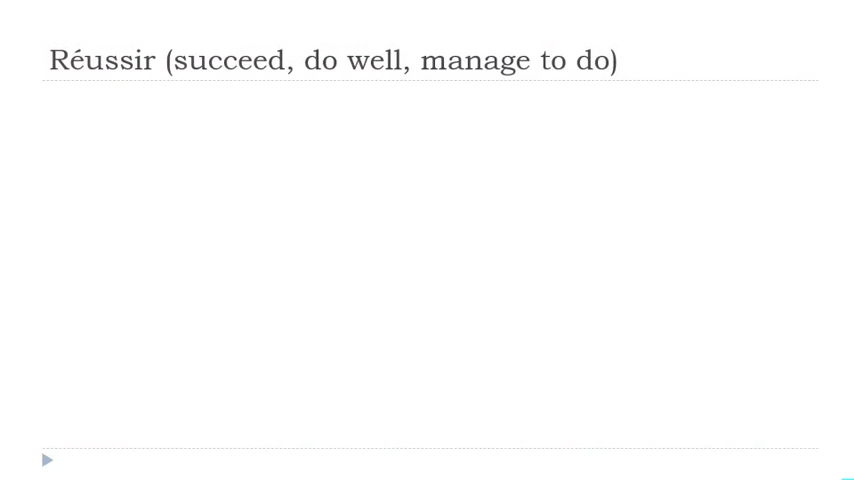 Réussir (succeed, do well, manage to do)